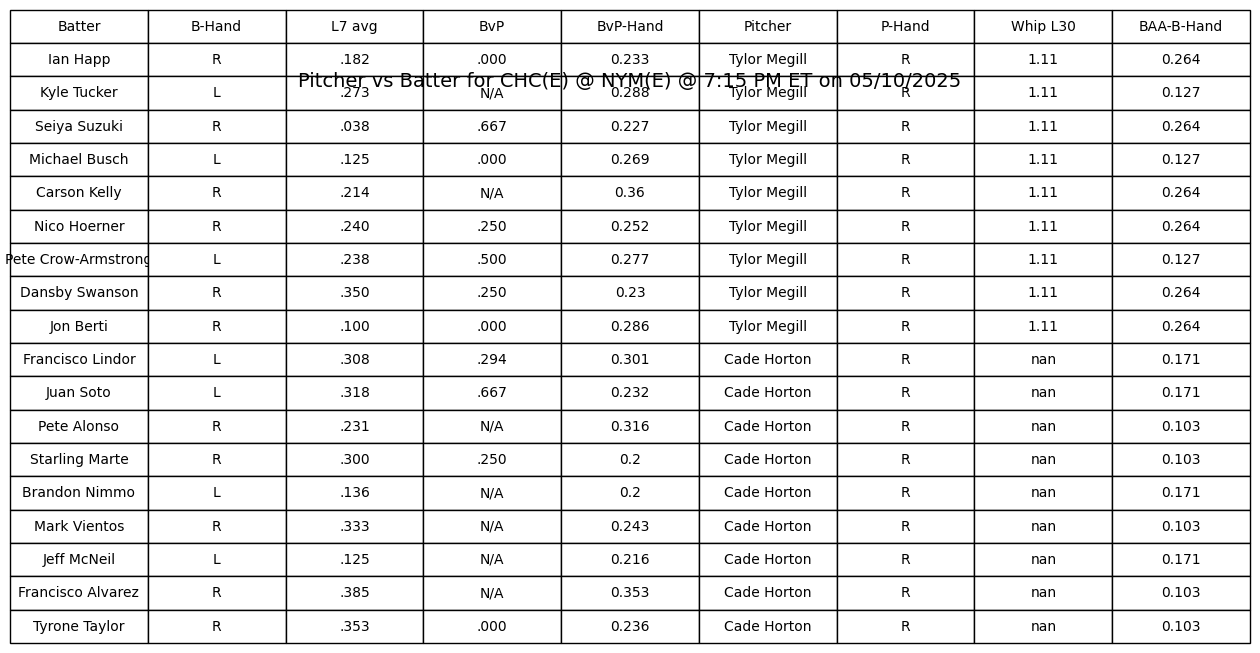 Batter B-Hand L7 avg BvP BvP-Hand Pitcher P-Hand Whip L30 BAA-B-Hand
Ian Happ R .182 .000 0.233 Tylor Megill R 1.11 0.264
Pitcher vs Batter for CHC(E) @ NYM(E) @ 7:15 PM ET on 05/10/2025
Kyle Tucker L .273 N/A 0.288 Tylor Megill R 1.11 0.127
Seiya Suzuki R .038 .667 0.227 Tylor Megill R 1.11 0.264
Michael Busch L .125 .000 0.269 Tylor Megill R 1.11 0.127
Carson Kelly R .214 N/A 0.36 Tylor Megill R 1.11 0.264
Nico Hoerner R .240 .250 0.252 Tylor Megill R 1.11 0.264
Pete Crow-Armstrong L .238 .500 0.277 Tylor Megill R 1.11 0.127
Dansby Swanson R .350 .250 0.23 Tylor Megill R 1.11 0.264
Jon Berti R .100 .000 0.286 Tylor Megill R 1.11 0.264
Francisco Lindor L .308 .294 0.301 Cade Horton R nan 0.171
Juan Soto L .318 .667 0.232 Cade Horton R nan 0.171
Pete Alonso R .231 N/A 0.316 Cade Horton R nan 0.103
Starling Marte R .300 .250 0.2 Cade Horton R nan 0.103
Brandon Nimmo L .136 N/A 0.2 Cade Horton R nan 0.171
Mark Vientos R .333 N/A 0.243 Cade Horton R nan 0.103
Jeff McNeil L .125 N/A 0.216 Cade Horton R nan 0.171
Francisco Alvarez R .385 N/A 0.353 Cade Horton R nan 0.103
Tyrone Taylor R .353 .000 0.236 Cade Horton R nan 0.103